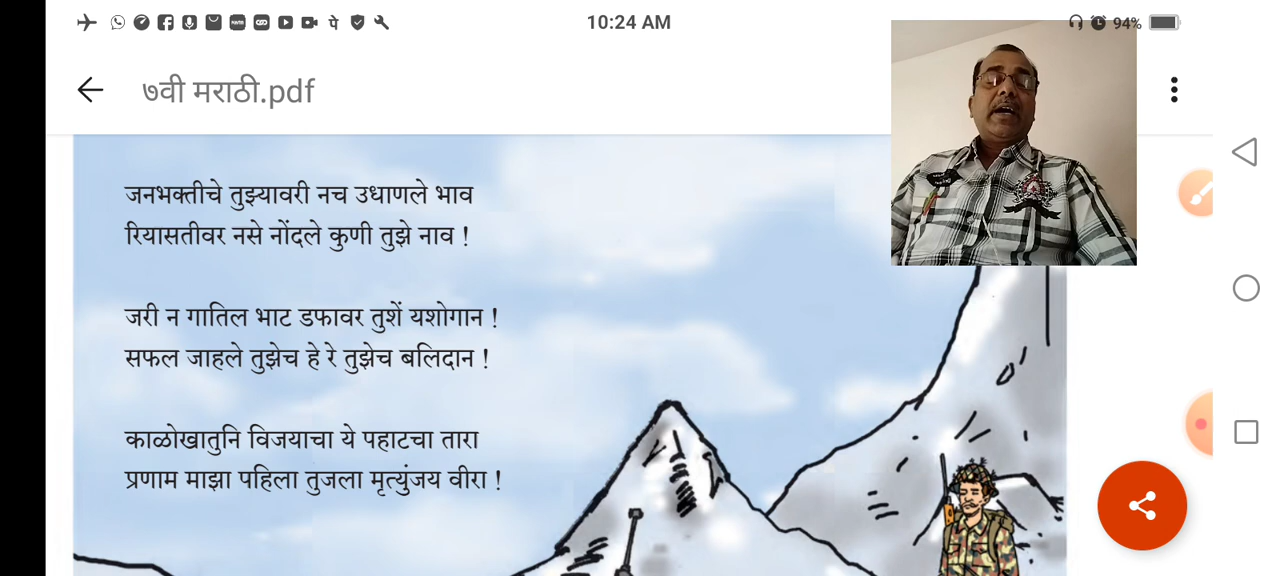 10:24 AM
94%
७वी मराठी.pdf
जनभक्तीचे तुझ्यावरी नच उधाणले भाव
रियासतीवर नसे नोंदले कुणी तुझे नाव !
जरी न गातिल भाट डफावर तुझें यशोगान !
सफल जाहले तुझेच हे रे तुझेच बलिदान !
काळोखातुनि विजयाचा ये पहाटचा तारा
प्रणाम माझा पहिला तुजला मृत्युंजय वीरा !